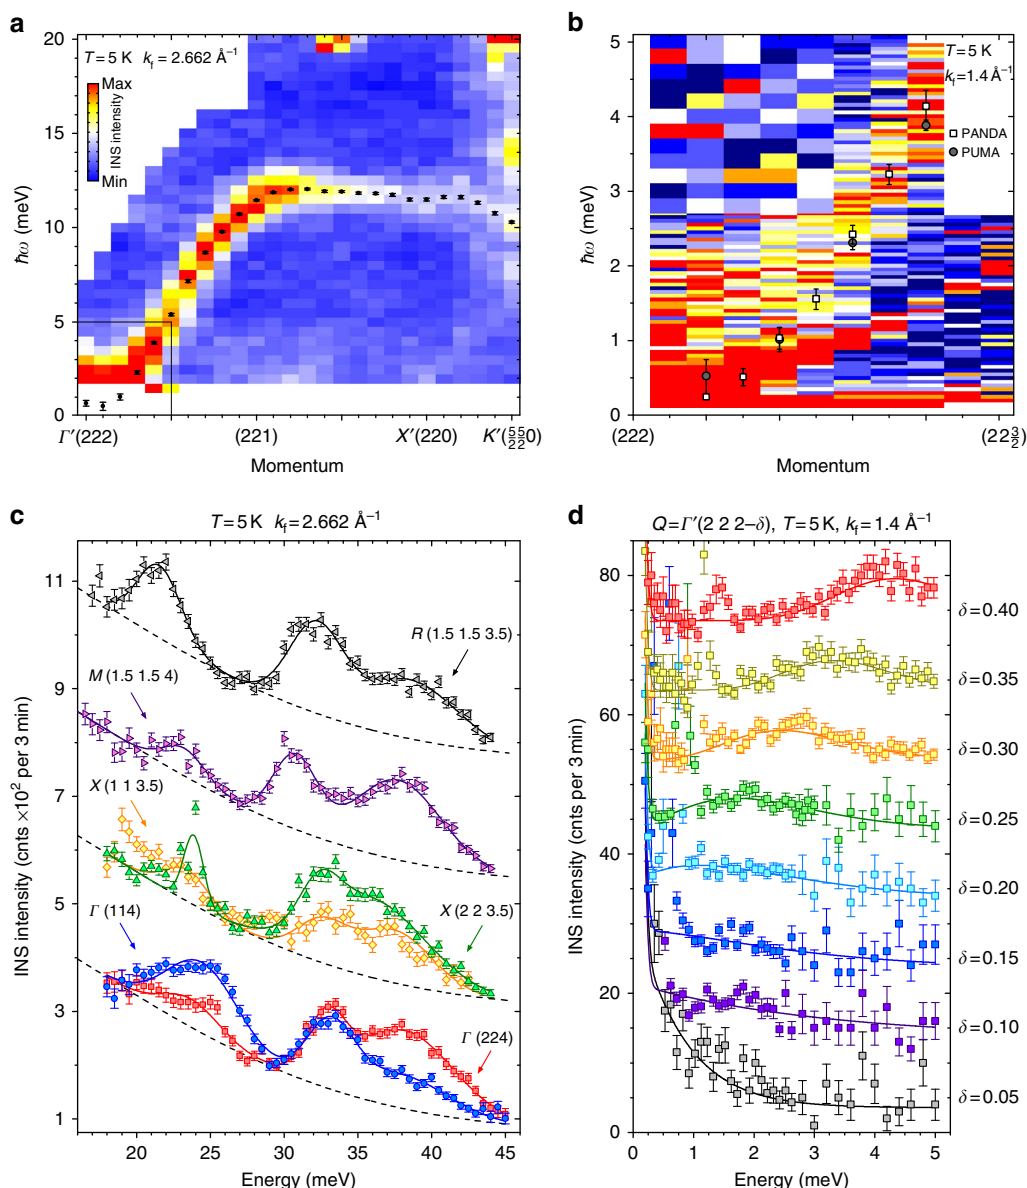 a
T = 5 K k_f = 2.662 Å⁻¹
Max
INS intensity
Min
20
15
10
5
0
ħω (meV)
Γ′(222) (221) X′(220) K′(5/2 5/2 0)
Momentum
b
T = 5 K
k_f = 1.4 Å⁻¹
PANDA
PUMA
5
4
3
2
1
0
ħω (meV)
(222) (22 3/2)
Momentum
c
T = 5 K k_f = 2.662 Å⁻¹
11
9
7
5
3
1
INS intensity (cnts ×10² per 3 min)
R (1.5 1.5 3.5)
M (1.5 1.5 4)
X (1 1 3.5)
Γ (114)
X (2 2 3.5)
Γ (224)
20 25 30 35 40 45
Energy (meV)
d
Q = Γ′(2 2 2–δ), T = 5 K, k_f = 1.4 Å⁻¹
80
60
40
20
0
INS intensity (cnts per 3 min)
δ = 0.40
δ = 0.35
δ = 0.30
δ = 0.25
δ = 0.20
δ = 0.15
δ = 0.10
δ = 0.05
0 1 2 3 4 5
Energy (meV)